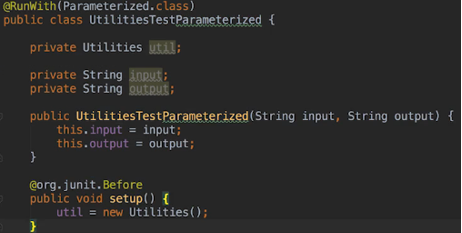 @RunWith(Parameterized.class)
public class UtilitiesTestParameterized {
private Utilities util;
private String input;
private String output;
public UtilitiesTestParameterized(String input, String output) {
this.input = input;
this.output = output;
}
@org.junit.Before
public void setup() {
util = new Utilities();
}